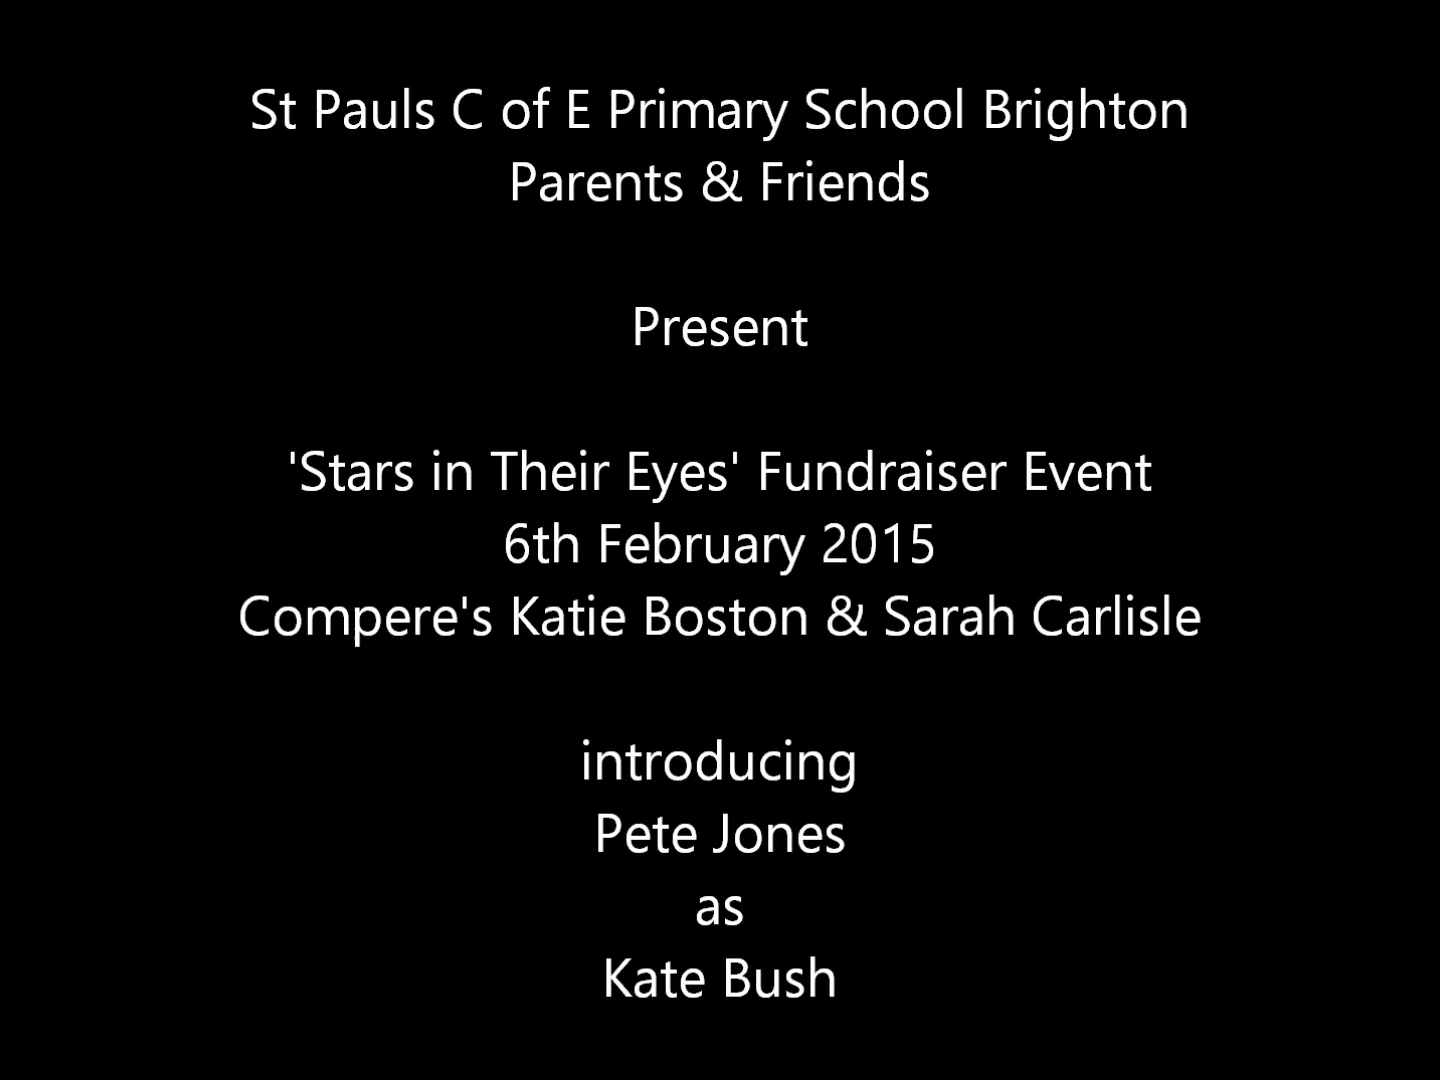 St Pauls C of E Primary School Brighton
Parents & Friends
Present
'Stars in Their Eyes' Fundraiser Event
6th February 2015
Compere's Katie Boston & Sarah Carlisle
introducing
Pete Jones
as
Kate Bush